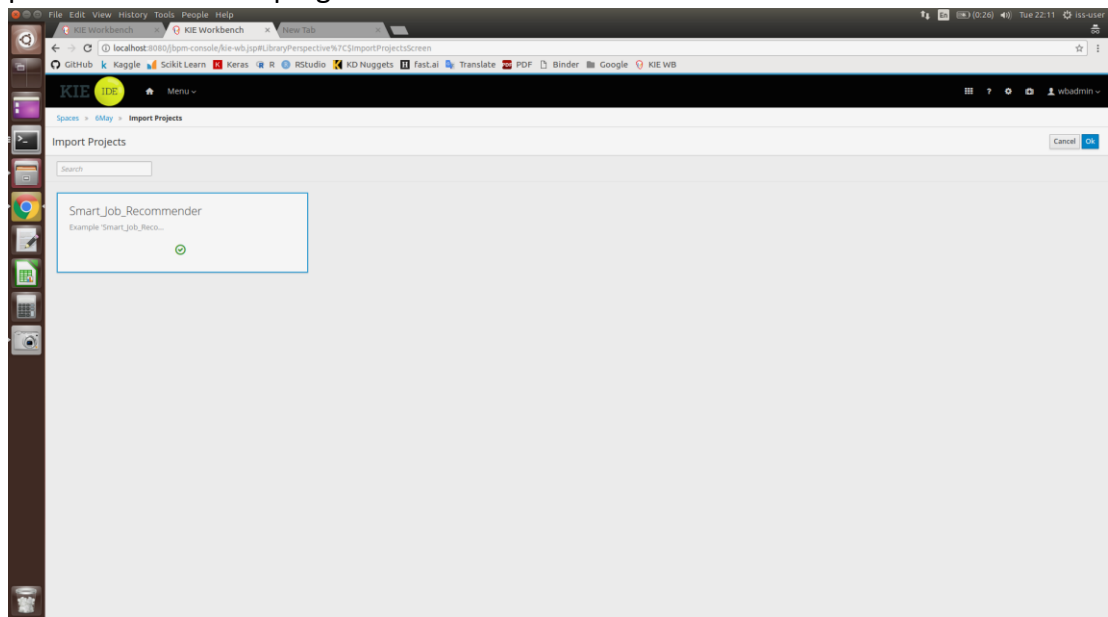 File Edit View History Tools People Help
En (0:26) Tue 22:11 iss-user
KIE Workbench × KIE Workbench × New Tab ×
localhost:8080/jbpm-console/kie-wb.jsp#LibraryPerspective%7C$ImportProjectsScreen
GitHub Kaggle Scikit Learn Keras R RStudio KD Nuggets fast.ai Translate PDF Binder Google KIE WB
KIE IDE Menu ? wbadmin
Spaces » 6May » Import Projects
Import Projects Cancel Ok
Search
Smart_Job_Recommender
Example 'Smart_Job_Reco...